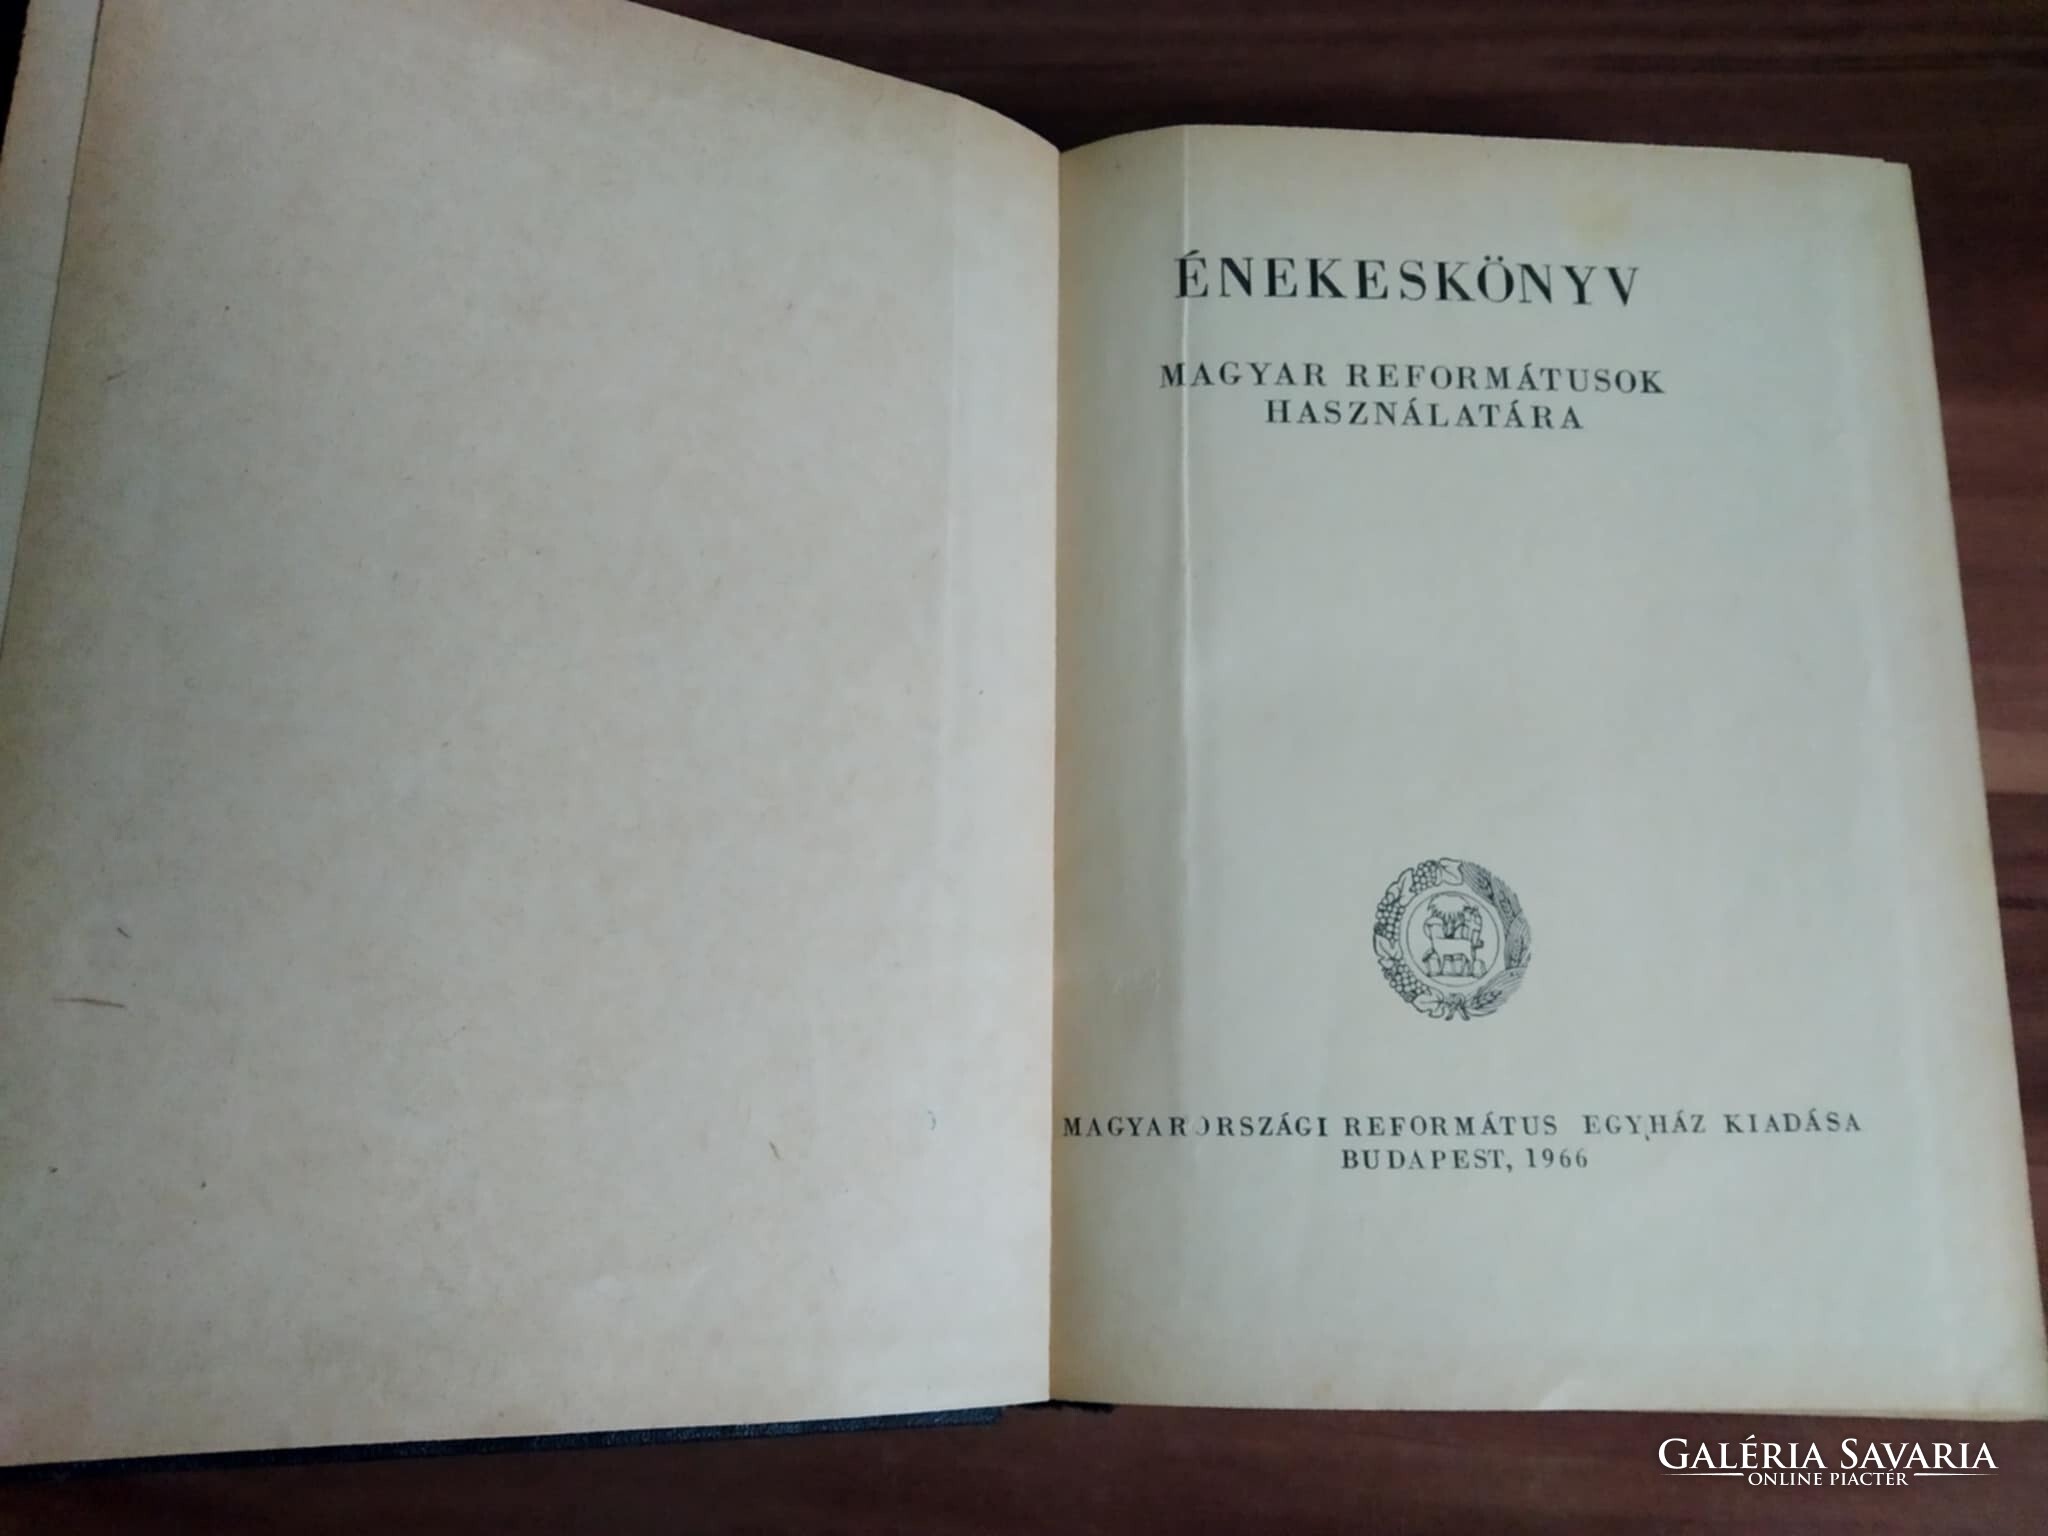 ÉNEKESKÖNYV
MAGYAR REFORMÁTUSOK
HASZNÁLATÁRA
MAGYARORSZÁGI REFORMÁTUS EGYHÁZ KIADÁSA
BUDAPEST, 1966
GALÉRIA SAVARIA
ONLINE PIACTÉR